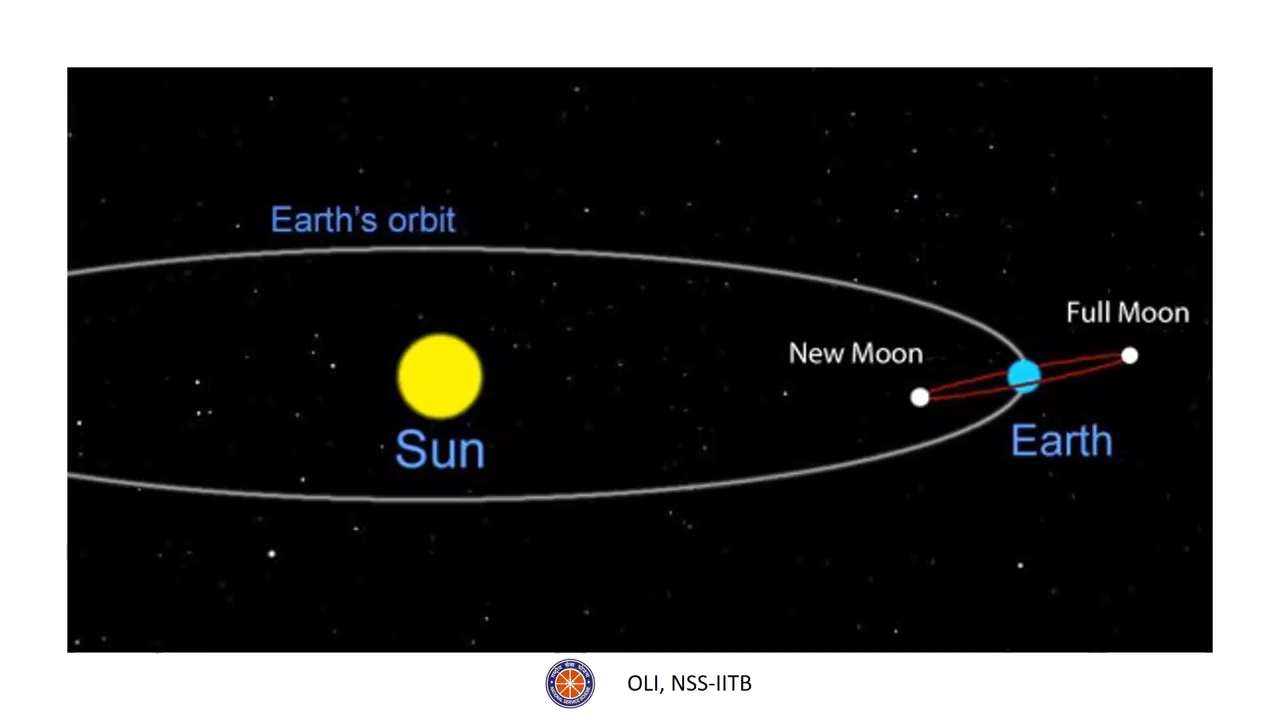 Earth's orbit
Full Moon
New Moon
Sun
Earth
OLI, NSS-IITB